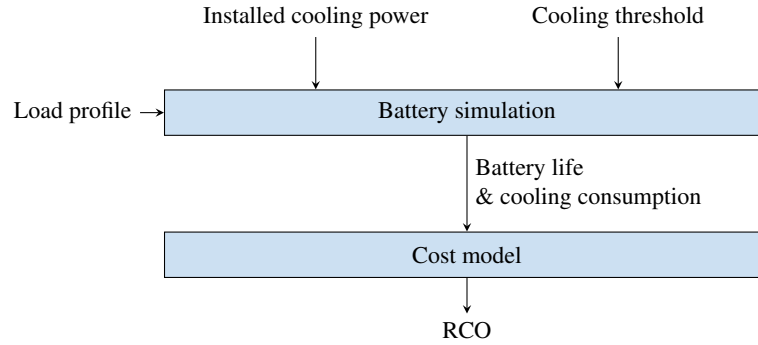 Installed cooling power
Cooling threshold
Load profile
Battery simulation
Battery life
& cooling consumption
Cost model
RCO